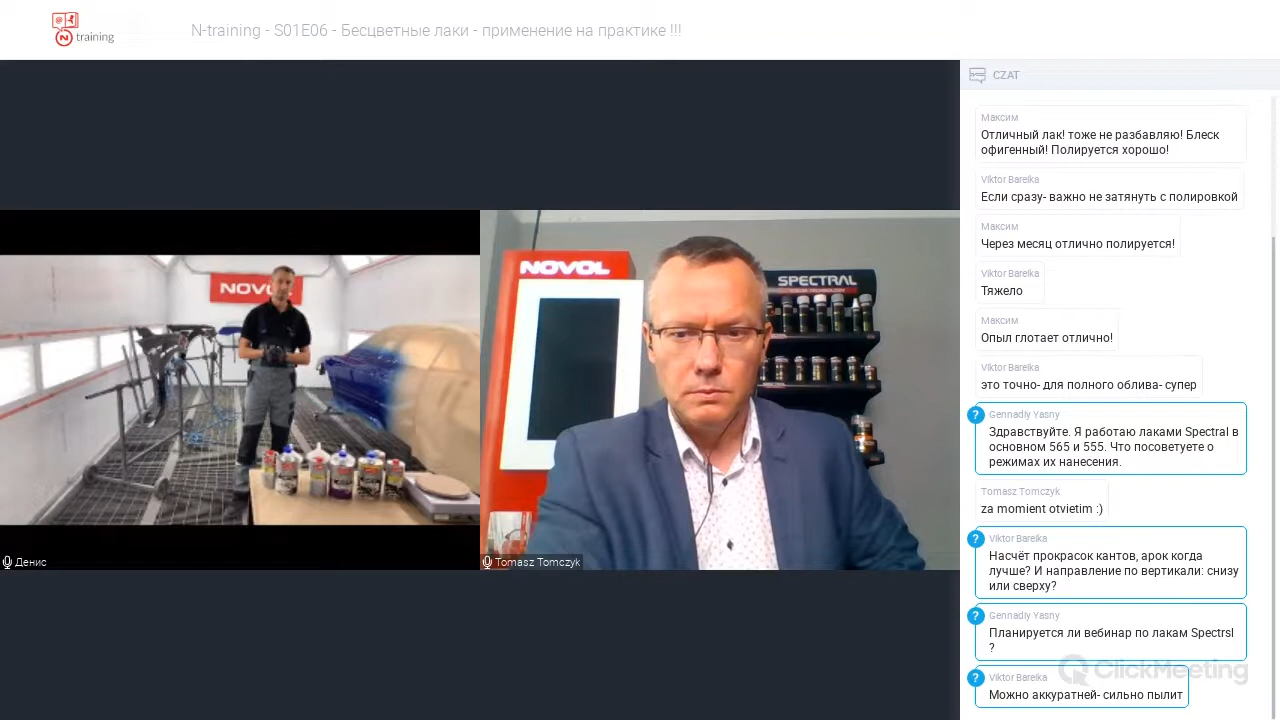 training
N-training - S01E06 - Бесцветные лаки - применение на практике !!!
CZAT
Максим
Отличный лак! тоже не разбавляю! Блеск
офигенный! Полируется хорошо!
Viktor Bareika
Если сразу- важно не затянуть с полировкой
Максим
Через месяц отлично полируется!
Viktor Bareika
Тяжело
Максим
Опыл глотает отлично!
Viktor Bareika
это точно- для полного облива- супер
Gennadiy Yasny
Здравствуйте. Я работаю лаками Spectral в
основном 565 и 555. Что посоветуете о
режимах их нанесения.
Tomasz Tomczyk
za momient otvietim :)
Viktor Bareika
Насчёт прокрасок кантов, арок когда
лучше? И направление по вертикали: снизу
или сверху?
Gennadiy Yasny
Планируется ли вебинар по лакам Spectrsl
?
Viktor Bareika
Можно аккуратней- сильно пылит
ClickMeeting
NOVOL
Денис
NOVOL
SPECTRAL
Tomasz Tomczyk